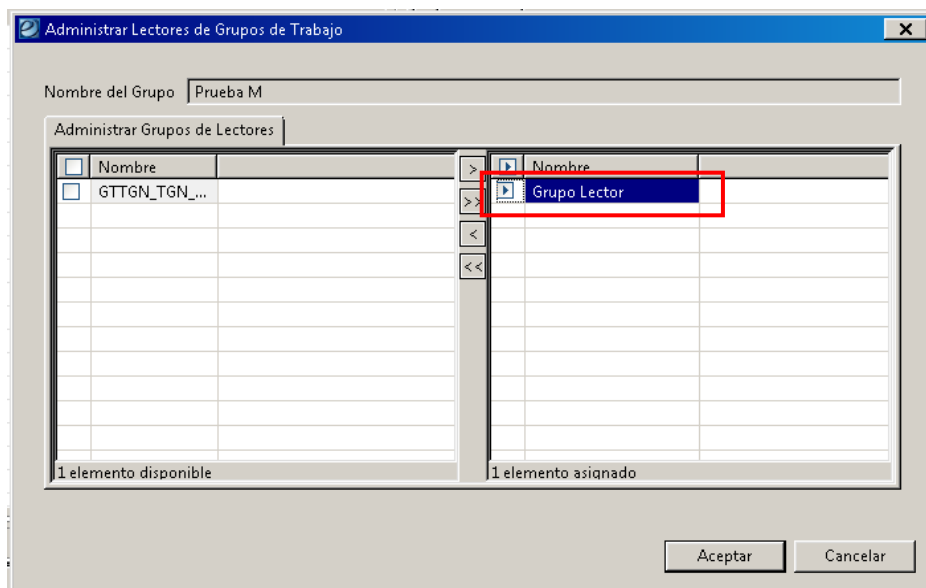 Administrar Lectores de Grupos de Trabajo
Nombre del Grupo Prueba M
Administrar Grupos de Lectores
Nombre
GTTGN_TGN_...
>
>>
<
<<
Nombre
Grupo Lector
1 elemento disponible
1 elemento asignado
Aceptar Cancelar